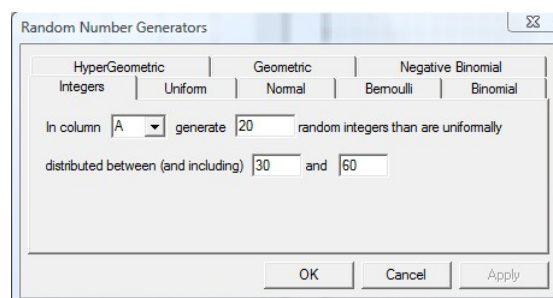 Random Number Generators
HyperGeometric Geometric Negative Binomial
Integers Uniform Normal Bernoulli Binomial
In column A generate 20 random integers than are uniformally
distributed between (and including) 30 and 60
OK Cancel Apply